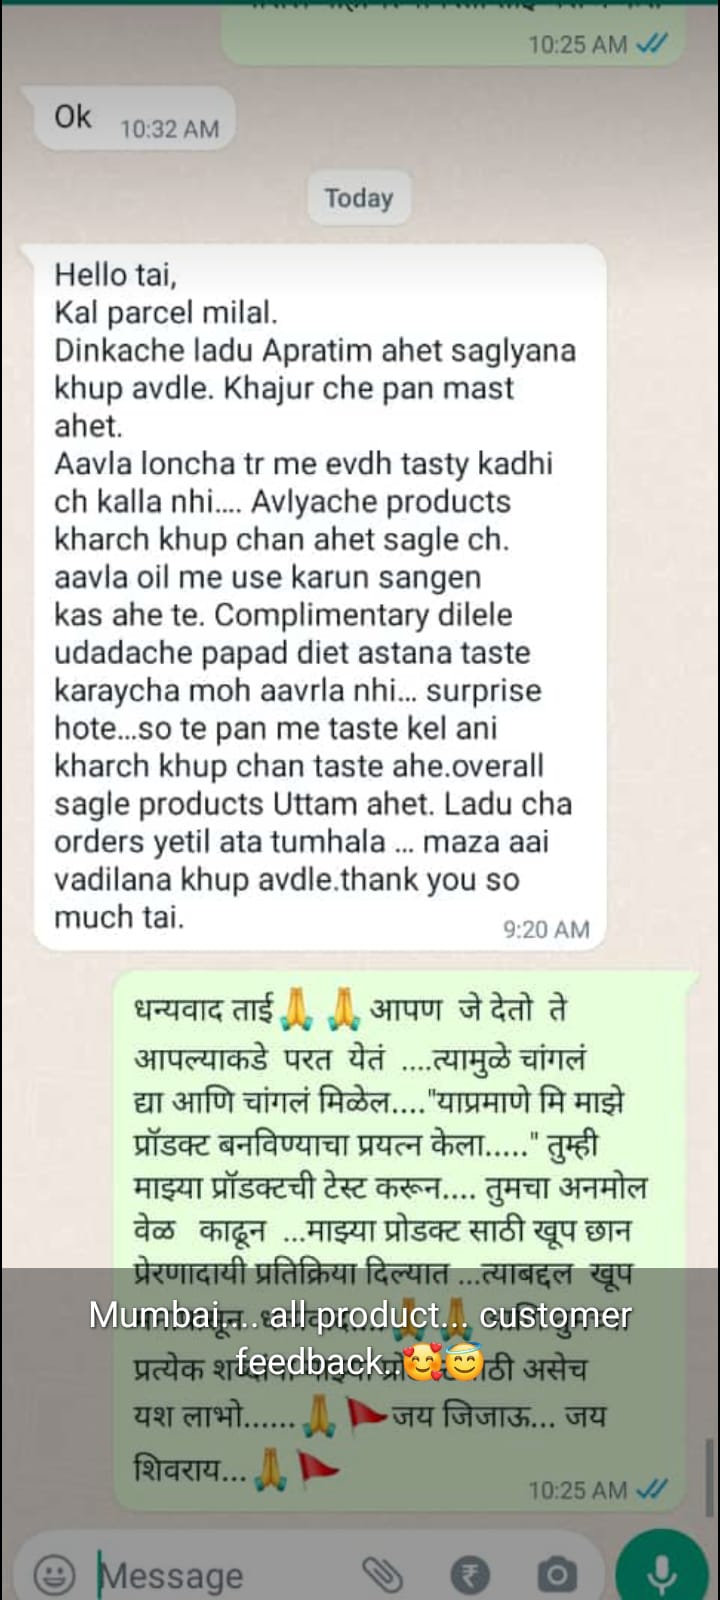 10:25 AM
Ok 10:32 AM
Today
Hello tai,
Kal parcel milal.
Dinkache ladu Apratim ahet saglyana
khup avdle. Khajur che pan mast
ahet.
Aavla loncha tr me evdh tasty kadhi
ch kalla nhi.... Avlyache products
kharch khup chan ahet sagle ch.
aavla oil me use karun sangen
kas ahe te. Complimentary dilele
udadache papad diet astana taste
karaycha moh aavrla nhi... surprise
hote...so te pan me taste kel ani
kharch khup chan taste ahe.overall
sagle products Uttam ahet. Ladu cha
orders yetil ata tumhala ... maza aai
vadilana khup avdle.thank you so
much tai.
9:20 AM
धन्यवाद ताई🙏🙏आपण जे देतो ते
आपल्याकडे परत येतं ....त्यामुळे चांगलं
द्या आणि चांगलं मिळेल...."याप्रमाणे मि माझे
प्रॉडक्ट बनविण्याचा प्रयत्न केला....." तुम्ही
माझ्या प्रॉडक्टची टेस्ट करून.... तुमचा अनमोल
वेळ काढून ...माझ्या प्रोडक्ट साठी खूप छान
प्रेरणादायी प्रतिक्रिया दिल्यात ...त्याबद्दल खूप
Mumbai.... all product... customer
feedback..🥰😇
प्रत्येक असेच
यश लाभो......🙏🚩जय जिजाऊ... जय
शिवराय...🙏🚩
10:25 AM
Message